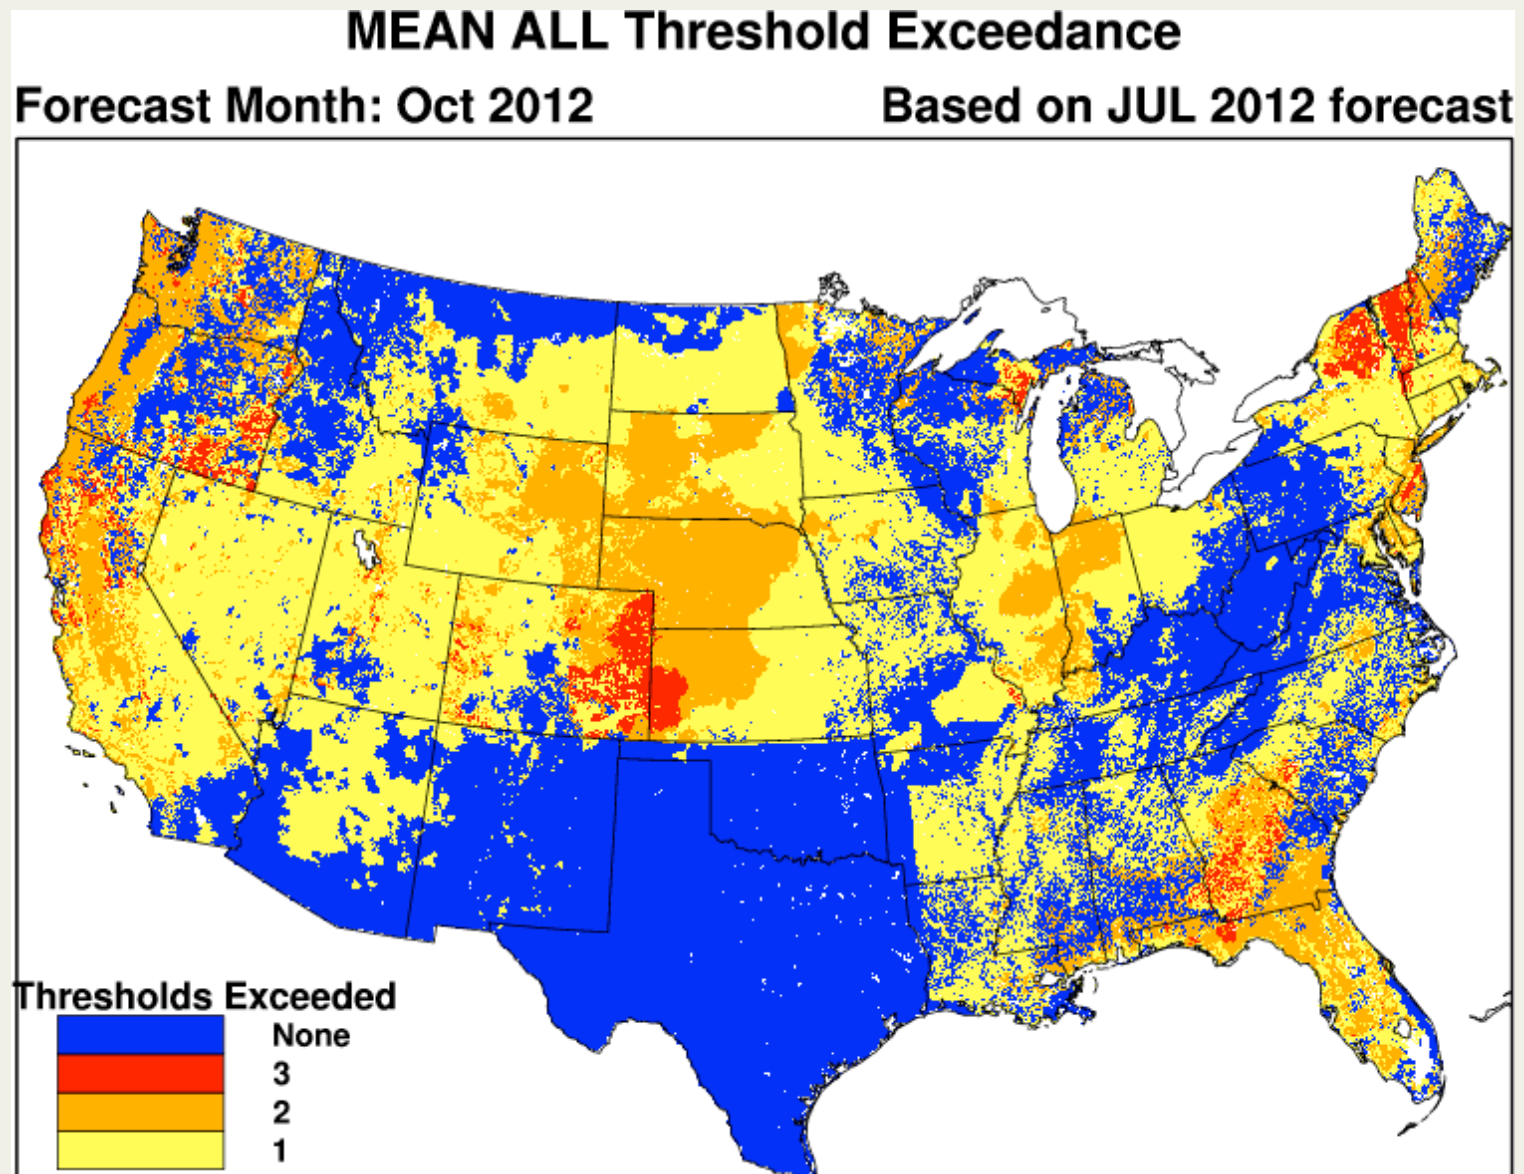 MEAN ALL Threshold Exceedance
Forecast Month: Oct 2012 Based on JUL 2012 forecast
Thresholds Exceeded
None
3
2
1